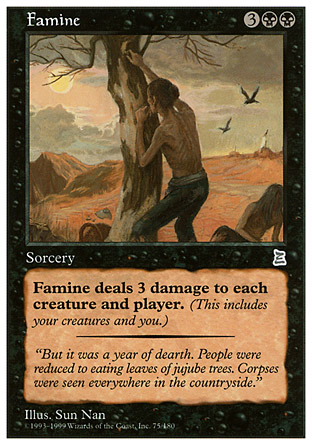 Famine 3
Sorcery
Famine deals 3 damage to each
creature and player. (This includes
your creatures and you.)
“But it was a year of dearth. People were
reduced to eating leaves of jujube trees. Corpses
were seen everywhere in the countryside.”
Illus. Sun Nan
©1993-1999 Wizards of the Coast, Inc. 75/180